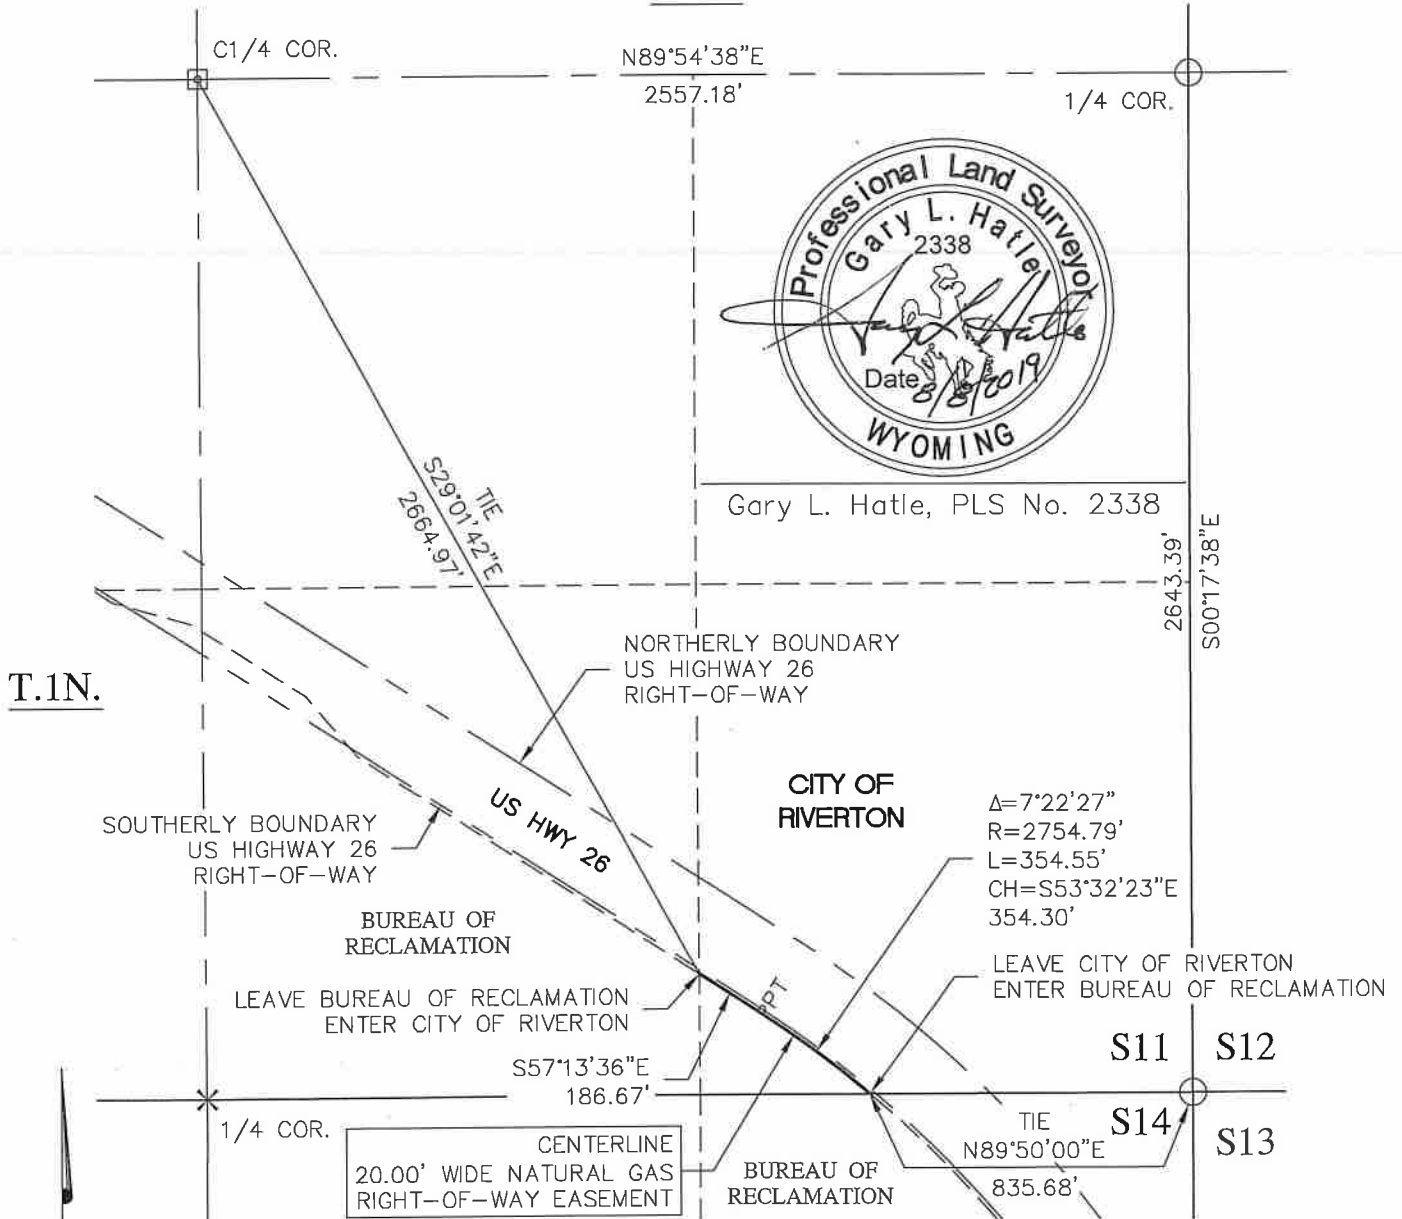 C1/4 COR.
N89°54'38"E
2557.18'
1/4 COR.
Professional Land Surveyor
Gary L. Hatle
2338
Date 8/8/2019
WYOMING
Gary L. Hatle, PLS No. 2338
TIE
S29°01'42"E
2664.97'
2643.39'
S00°17'38"E
T.1N.
NORTHERLY BOUNDARY
US HIGHWAY 26
RIGHT-OF-WAY
US HWY 26
CITY OF
RIVERTON
Δ=7°22'27"
R=2754.79'
L=354.55'
CH=S53°32'23"E
354.30'
SOUTHERLY BOUNDARY
US HIGHWAY 26
RIGHT-OF-WAY
BUREAU OF
RECLAMATION
LEAVE CITY OF RIVERTON
ENTER BUREAU OF RECLAMATION
LEAVE BUREAU OF RECLAMATION
ENTER CITY OF RIVERTON
PPT
S57°13'36"E
186.67'
S11 S12
S14 S13
1/4 COR.
CENTERLINE
20.00' WIDE NATURAL GAS
RIGHT-OF-WAY EASEMENT
BUREAU OF
RECLAMATION
TIE
N89°50'00"E
835.68'